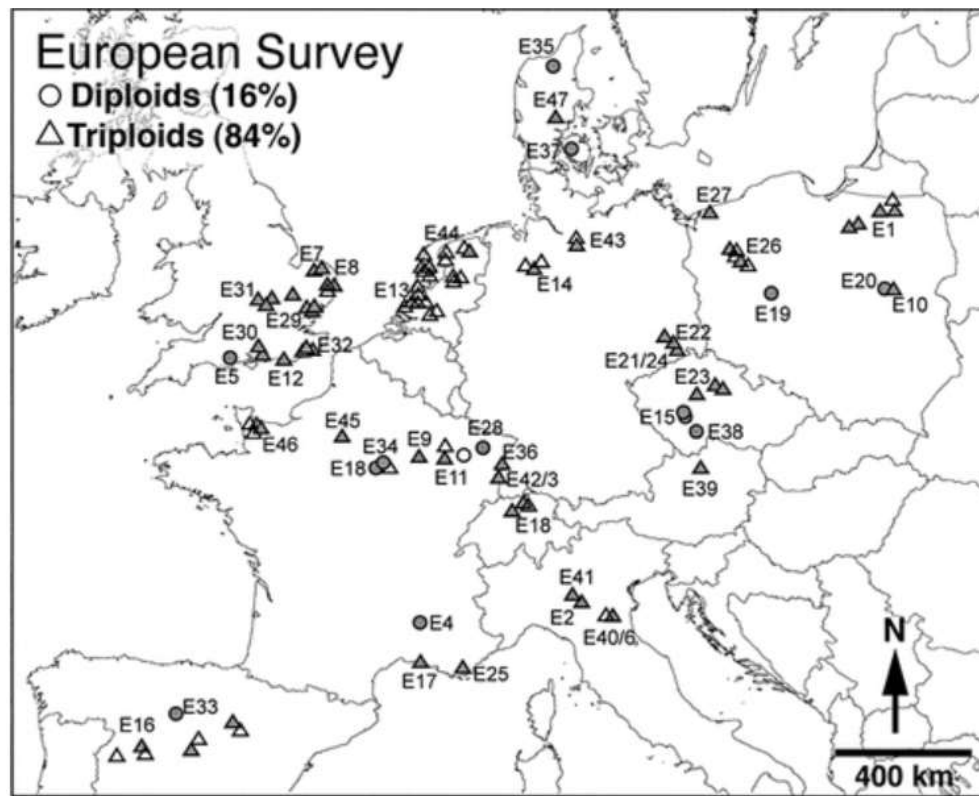 European Survey
Diploids (16%)
Triploids (84%)
E35
E47
E37
E27
E1
E26
E43
E44
E14
E7
E8
E13
E31
E29
E20
E10
E19
E30
E32
E5
E12
E22
E21/24
E23
E15
E38
E46
E45
E34
E18
E9
E11
E28
E36
E42/3
E39
E18
E41
E2
E40/6
E4
E17
E25
E33
E16
N
400 km